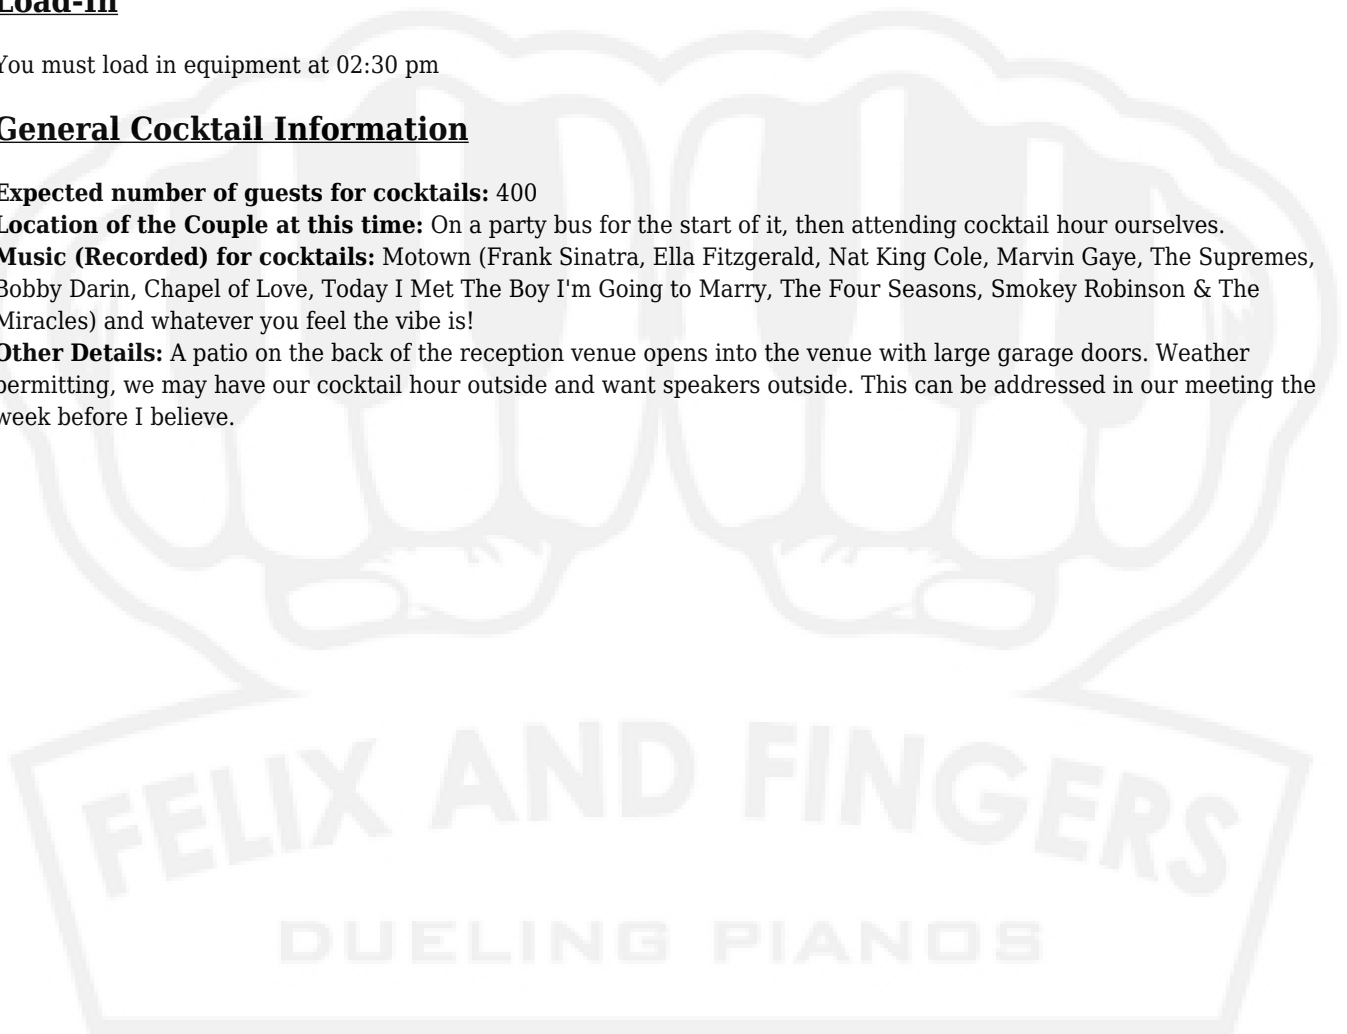 Load-In
You must load in equipment at 02:30 pm
General Cocktail Information
Expected number of guests for cocktails: 400
Location of the Couple at this time: On a party bus for the start of it, then attending cocktail hour ourselves.
Music (Recorded) for cocktails: Motown (Frank Sinatra, Ella Fitzgerald, Nat King Cole, Marvin Gaye, The Supremes,
Bobby Darin, Chapel of Love, Today I Met The Boy I'm Going to Marry, The Four Seasons, Smokey Robinson & The
Miracles) and whatever you feel the vibe is!
Other Details: A patio on the back of the reception venue opens into the venue with large garage doors. Weather
permitting, we may have our cocktail hour outside and want speakers outside. This can be addressed in our meeting the
week before I believe.
FELIX AND FINGERS
DUELING PIANOS